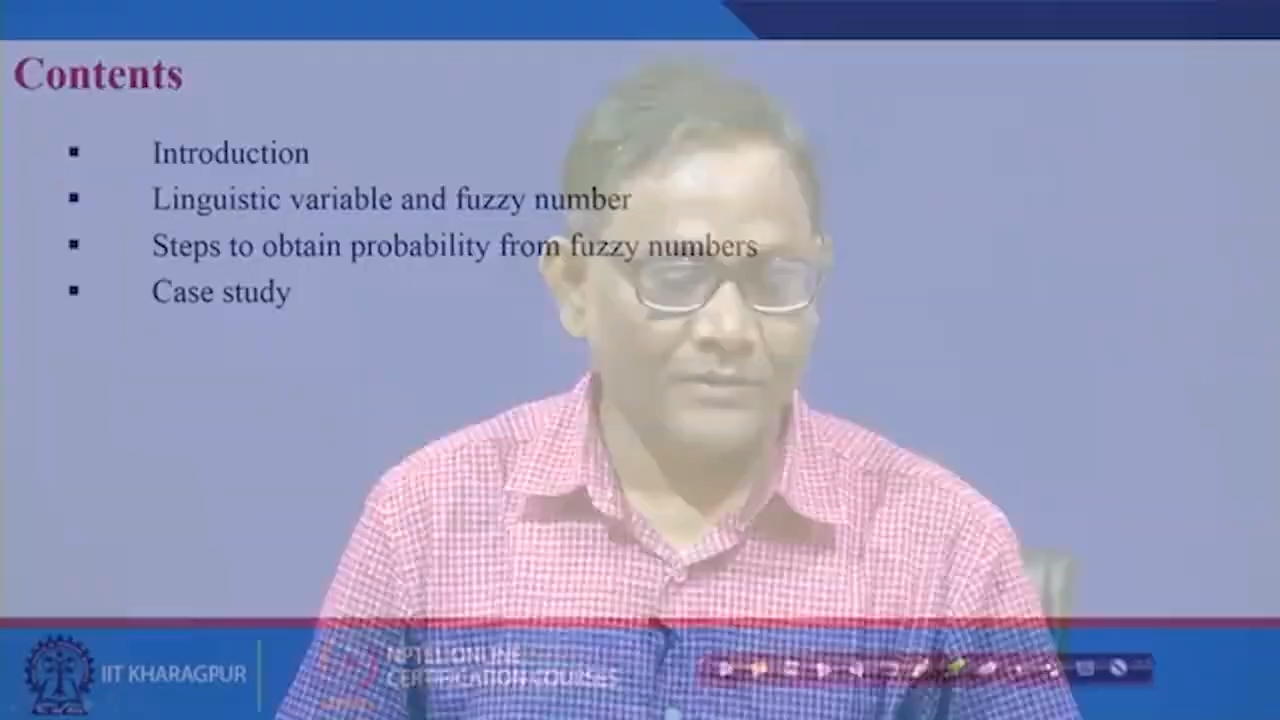 Contents
▪ Introduction
▪ Linguistic variable and fuzzy number
▪ Steps to obtain probability from fuzzy numbers
▪ Case study
IIT KHARAGPUR
NPTEL ONLINE
CERTIFICATION COURSES